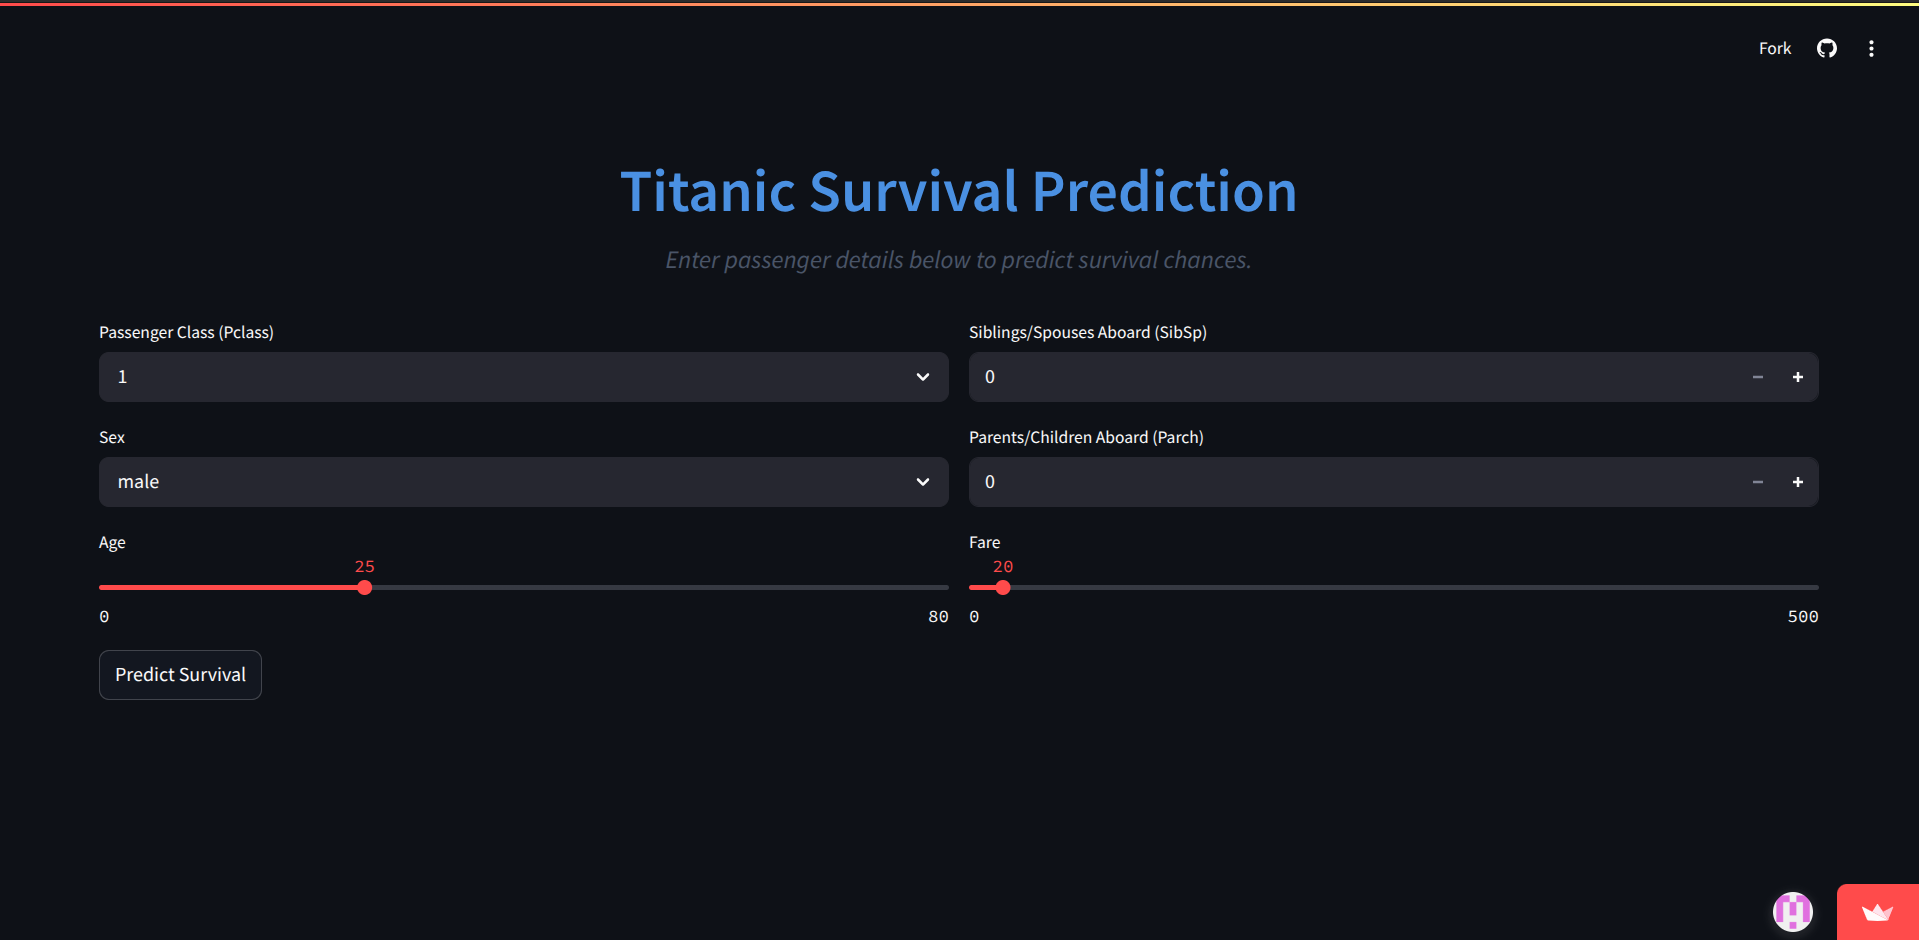 Fork
Titanic Survival Prediction
Enter passenger details below to predict survival chances.
Passenger Class (Pclass)
1
Sex
male
Age
25
0 80
Siblings/Spouses Aboard (SibSp)
0
Parents/Children Aboard (Parch)
0
Fare
20
0 500
Predict Survival